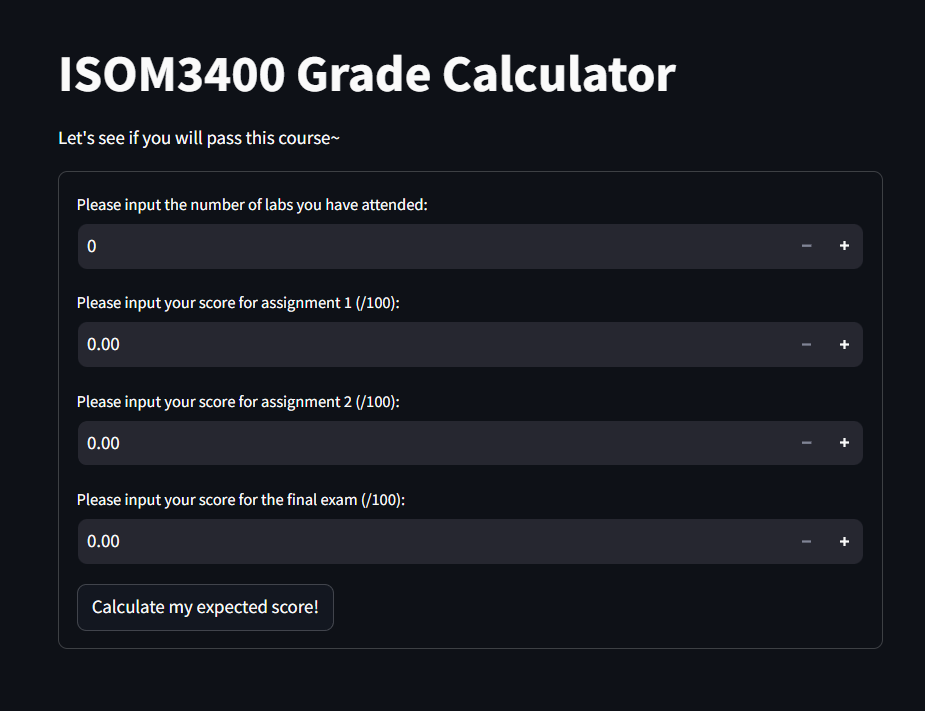 ISOM3400 Grade Calculator
Let's see if you will pass this course~
Please input the number of labs you have attended:
0
Please input your score for assignment 1 (/100):
0.00
Please input your score for assignment 2 (/100):
0.00
Please input your score for the final exam (/100):
0.00
Calculate my expected score!